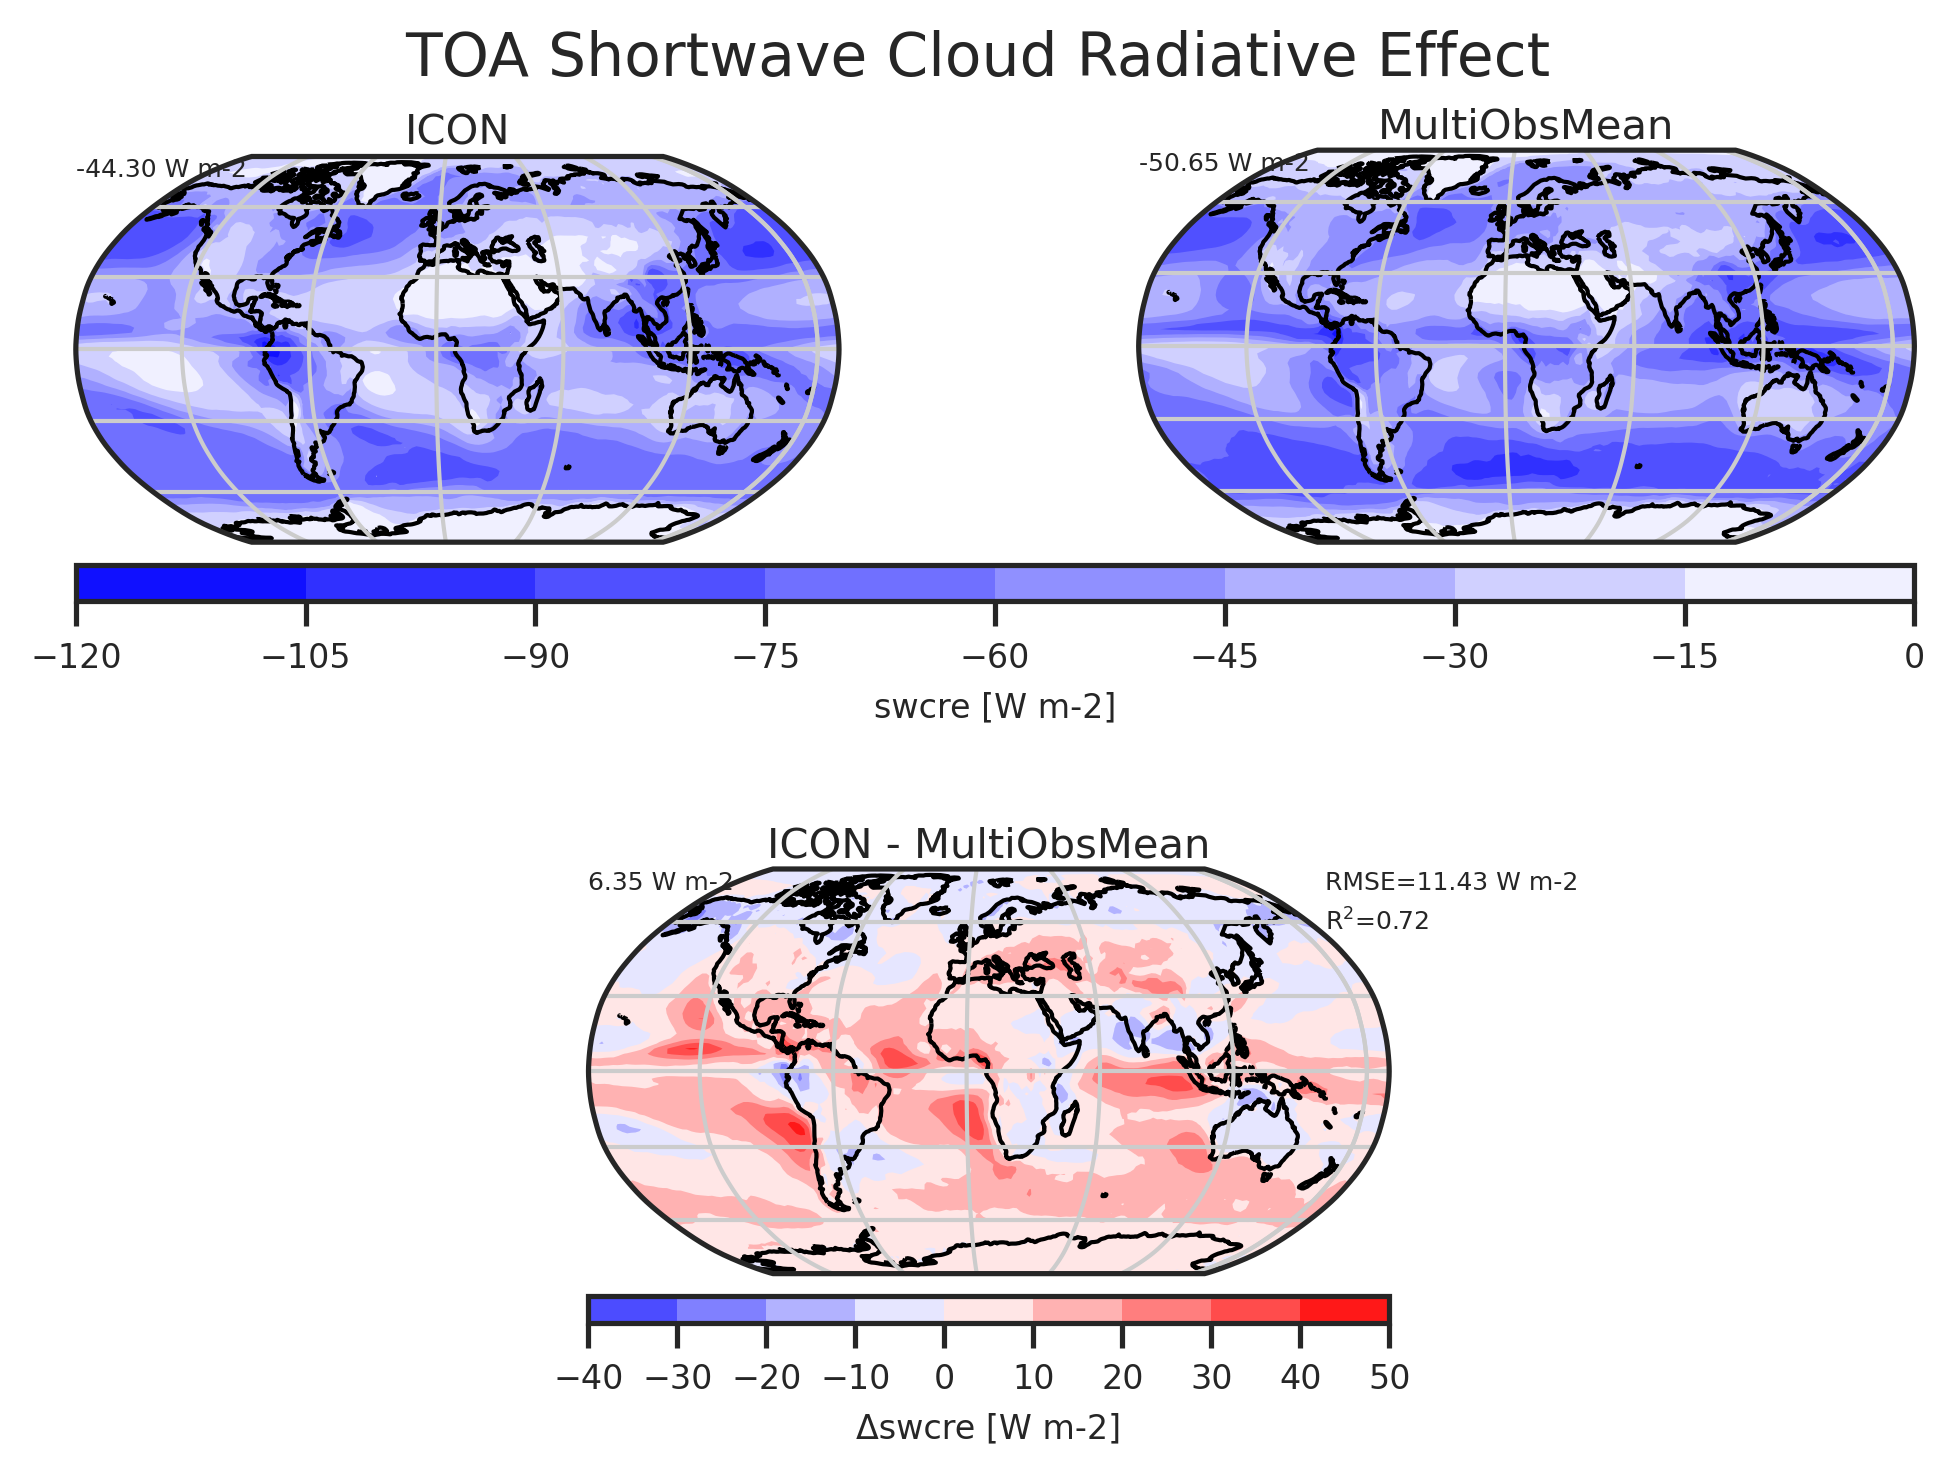 TOA Shortwave Cloud Radiative Effect
ICON
MultiObsMean
-44.30 W m-2
-50.65 W m-2
−120 −105 −90 −75 −60 −45 −30 −15 0
swcre [W m-2]
ICON - MultiObsMean
6.35 W m-2
RMSE=11.43 W m-2
R²=0.72
−40 −30 −20 −10 0 10 20 30 40 50
Δswcre [W m-2]